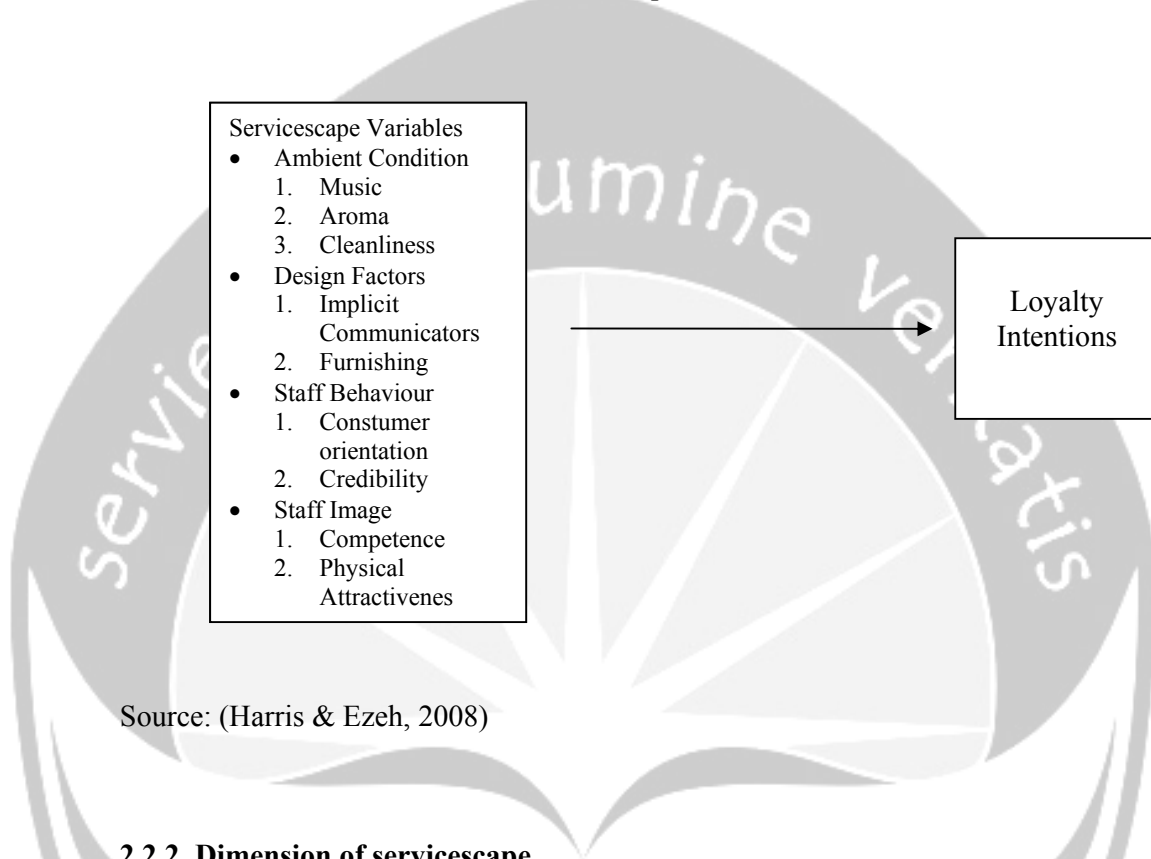 Servicescape Variables
• Ambient Condition
1. Music
2. Aroma
3. Cleanliness
• Design Factors
1. Implicit
Communicators
2. Furnishing
• Staff Behaviour
1. Constumer
orientation
2. Credibility
• Staff Image
1. Competence
2. Physical
Attractivenes
Loyalty
Intentions
Source: (Harris & Ezeh, 2008)
2.2.2 Dimension of servicescape